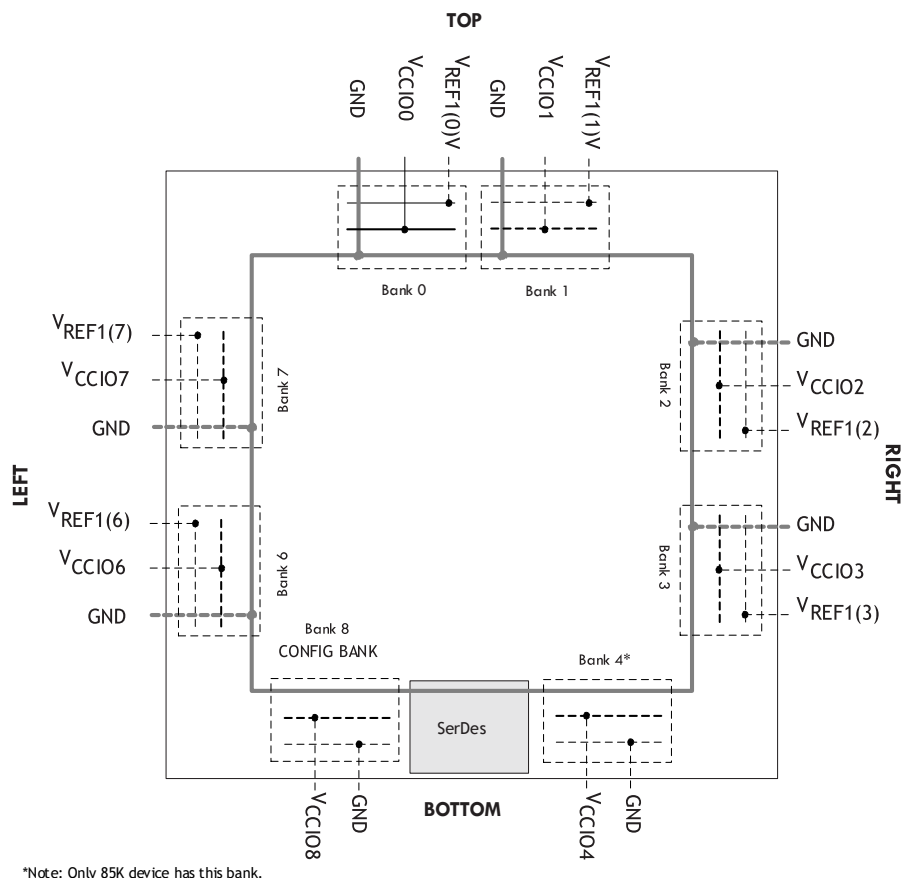 TOP
GND
VCCIO0
VREF1(0)V
GND
VCCIO1
VREF1(1)V
Bank 0
Bank 1
VREF1(7)
VCCIO7
GND
Bank 7
Bank 2
GND
VCCIO2
VREF1(2)
LEFT
RIGHT
VREF1(6)
VCCIO6
GND
Bank 6
Bank 3
GND
VCCIO3
VREF1(3)
Bank 8
CONFIG BANK
Bank 4*
SerDes
VCCIO8
GND
BOTTOM
VCCIO4
GND
*Note: Only 85K device has this bank.